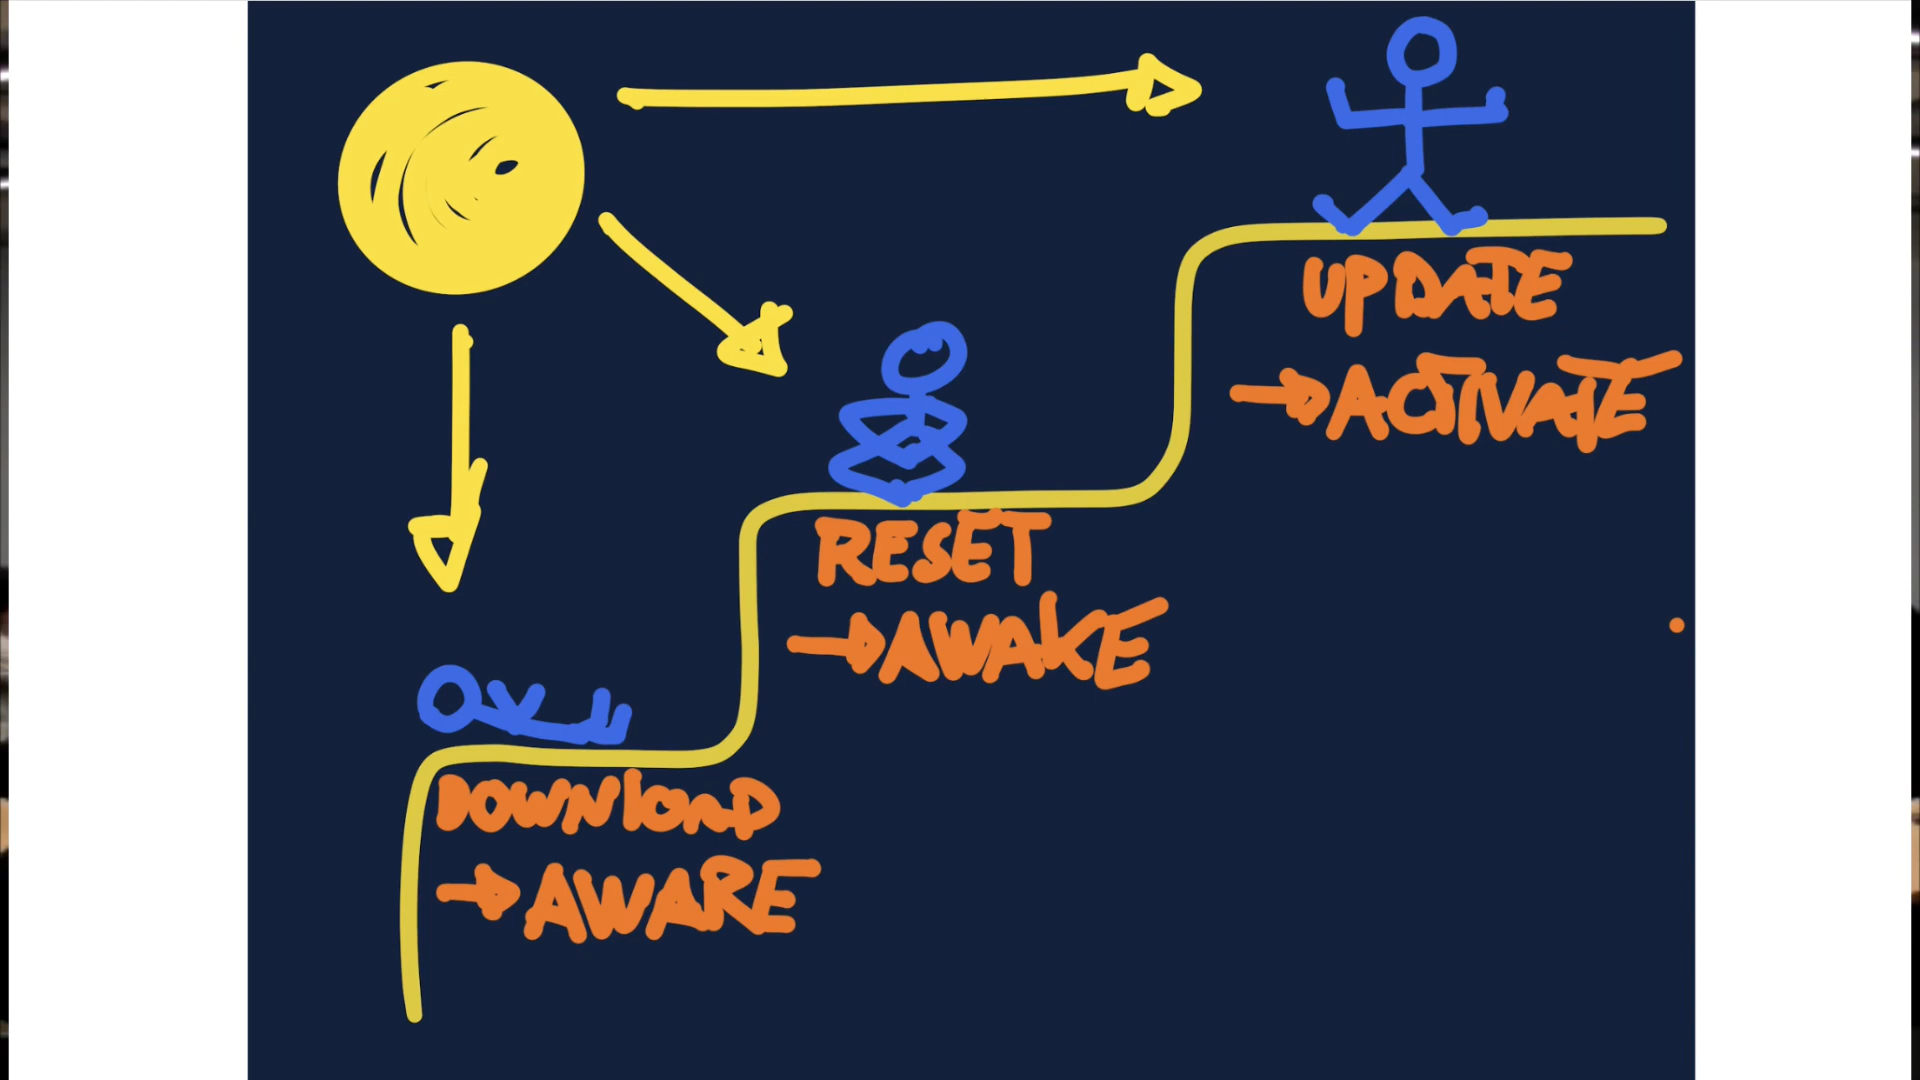 UPDATE
→ACTIVATE
RESET
→AWAKE
DOWNlOAD
→AWARE